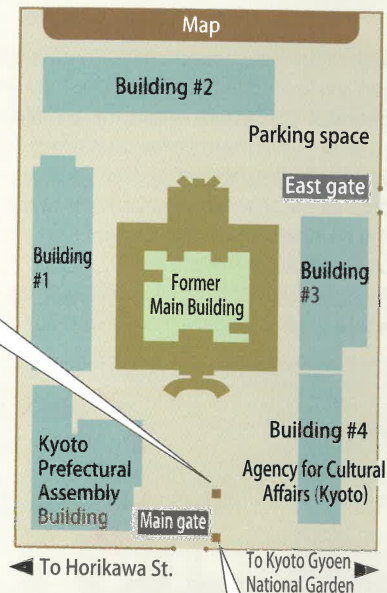 Map
Building #2
Parking space
East gate
Building
#1
Former
Main Building
Building
#3
Building #4
Kyoto
Prefectural
Assembly
Building
Agency for Cultural
Affairs (Kyoto)
Main gate
To Horikawa St.
To Kyoto Gyoen
National Garden